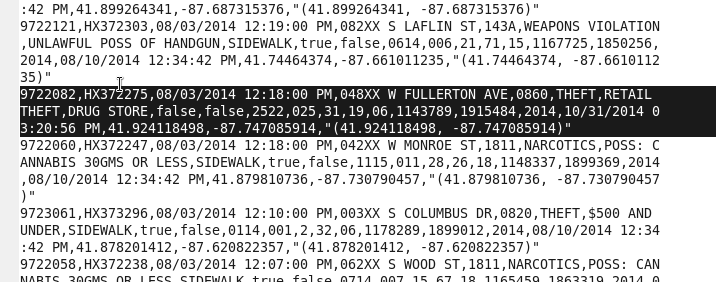 :42 PM,41.899264341,-87.687315376,"(41.899264341, -87.687315376)"
9722121,HX372303,08/03/2014 12:19:00 PM,082XX S LAFLIN ST,143A,WEAPONS VIOLATION
,UNLAWFUL POSS OF HANDGUN,SIDEWALK,true,false,0614,006,21,71,15,1167725,1850256,
2014,08/10/2014 12:34:42 PM,41.74464374,-87.661011235,"(41.74464374, -87.6610112
35)"
9722082,HX372275,08/03/2014 12:18:00 PM,048XX W FULLERTON AVE,0860,THEFT,RETAIL
THEFT,DRUG STORE,false,false,2522,025,31,19,06,1143789,1915484,2014,10/31/2014 0
3:20:56 PM,41.924118498,-87.747085914,"(41.924118498, -87.747085914)"
9722060,HX372247,08/03/2014 12:18:00 PM,042XX W MONROE ST,1811,NARCOTICS,POSS: C
ANNABIS 30GMS OR LESS,SIDEWALK,true,false,1115,011,28,26,18,1148337,1899369,2014
,08/10/2014 12:34:42 PM,41.879810736,-87.730790457,"(41.879810736, -87.730790457
)"
9723061,HX373296,08/03/2014 12:10:00 PM,003XX S COLUMBUS DR,0820,THEFT,$500 AND
UNDER,SIDEWALK,true,false,0114,001,2,32,06,1178289,1899012,2014,08/10/2014 12:34
:42 PM,41.878201412,-87.620822357,"(41.878201412, -87.620822357)"
9722058,HX372238,08/03/2014 12:07:00 PM,062XX S WOOD ST,1811,NARCOTICS,POSS: CAN
NABIS 30GMS OR LESS,SIDEWALK,true,false,0714,007,15,67,18,1165459,1863319,2014,0